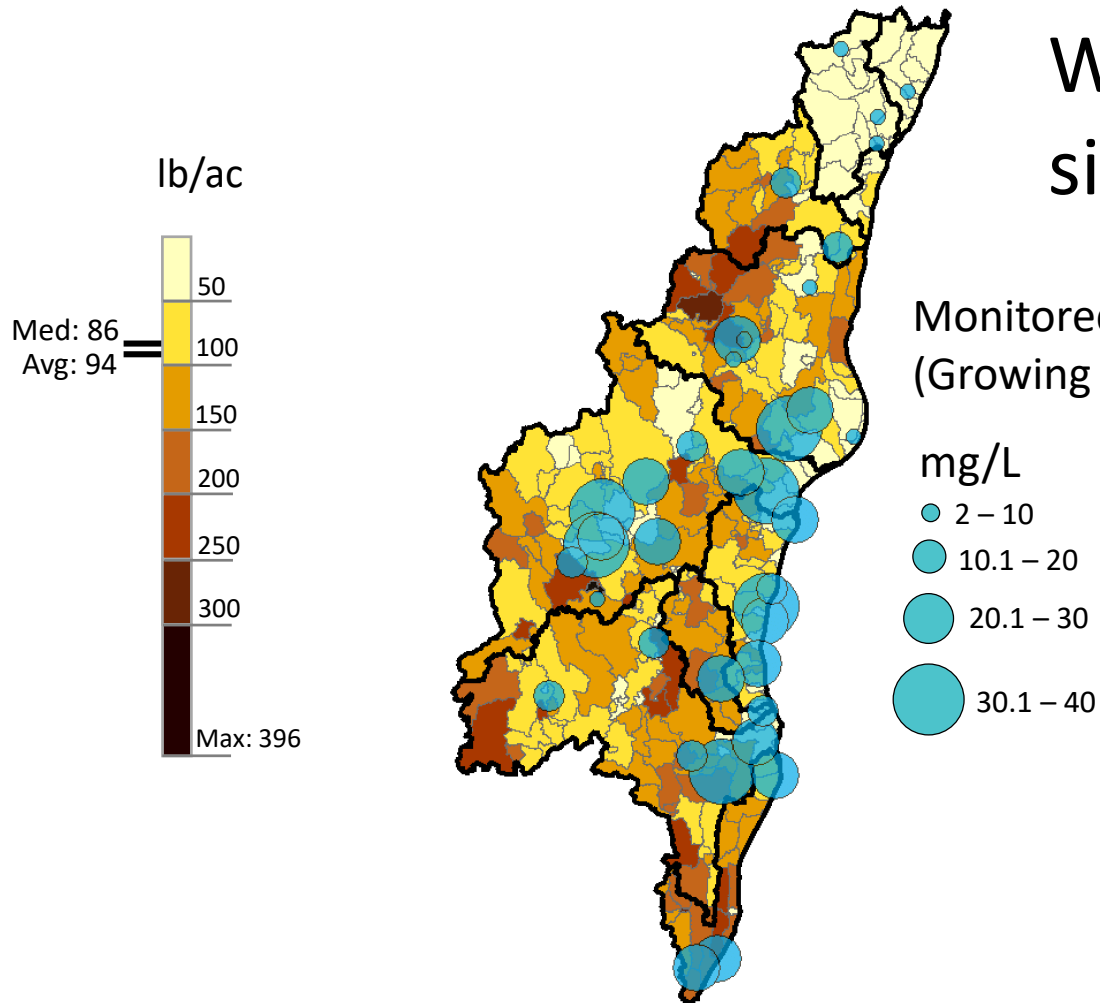 lb/ac
50
Med: 86
Avg: 94
100
150
200
250
300
Max: 396
W
si
Monitored
(Growing
mg/L
2 – 10
10.1 – 20
20.1 – 30
30.1 – 40